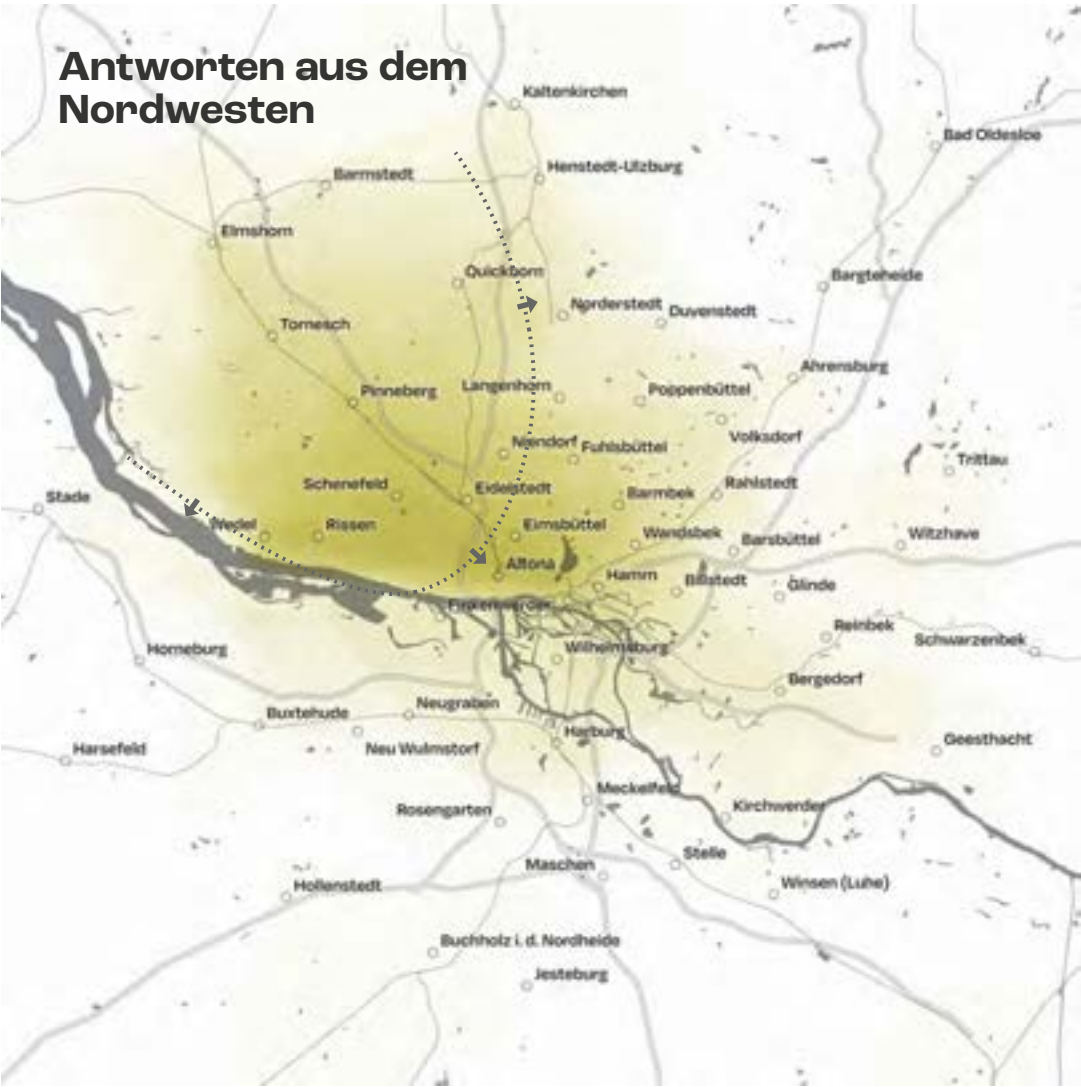 Antworten aus dem
Nordwesten
Kaltenkirchen
Bad Oldesloe
Barmstedt
Henstedt-Ulzburg
Elmshorn
Quickborn
Bargteheide
Norderstedt
Duvenstedt
Tornesch
Ahrensburg
Pinneberg
Langenhorn
Poppenbüttel
Volksdorf
Niendorf
Fuhlsbüttel
Trittau
Schenefeld
Eidelstedt
Barmbek
Rahlstedt
Stade
Wedel
Rissen
Eimsbüttel
Wandsbek
Barsbüttel
Witzhave
Altona
Hamm
Billstedt
Glinde
Finkenwerder
Reinbek
Schwarzenbek
Horneburg
Wilhelmsburg
Bergedorf
Neugraben
Buxtehude
Harburg
Harsefeld
Neu Wulmstorf
Geesthacht
Meckelfeld
Rosengarten
Kirchwerder
Stelle
Maschen
Winsen (Luhe)
Hollenstedt
Buchholz i. d. Nordheide
Jesteburg